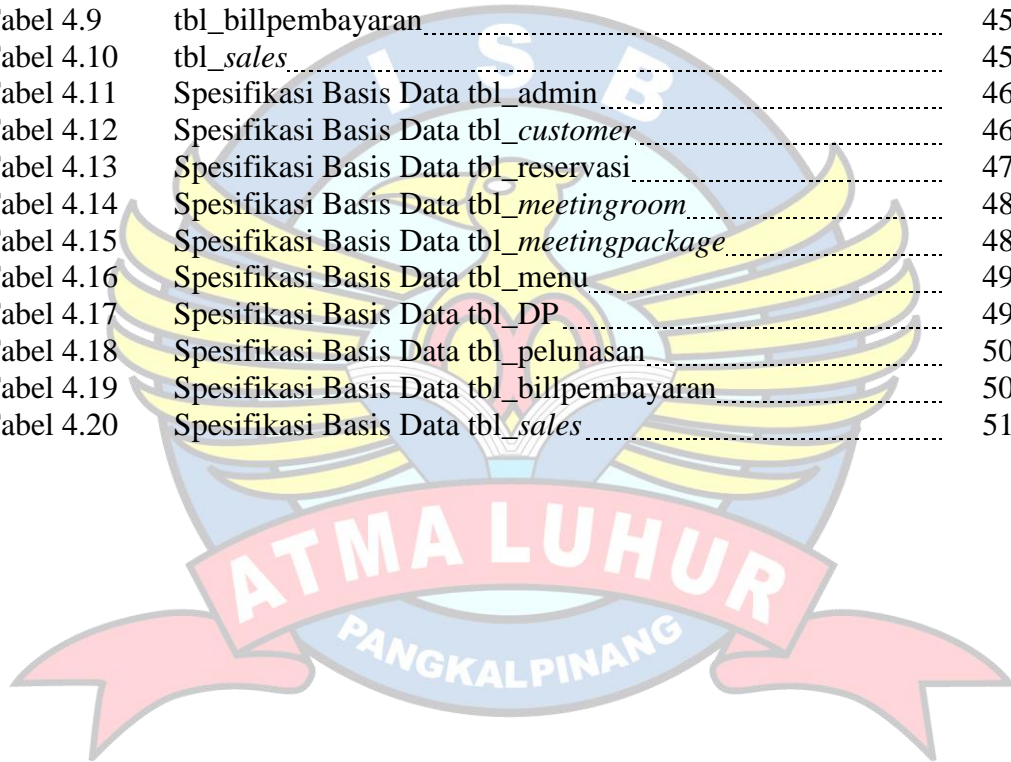 abel 4.9 tbl_billpembayaran 45
abel 4.10 tbl_sales 45
abel 4.11 Spesifikasi Basis Data tbl_admin 46
abel 4.12 Spesifikasi Basis Data tbl_customer 46
abel 4.13 Spesifikasi Basis Data tbl_reservasi 47
abel 4.14 Spesifikasi Basis Data tbl_meetingroom 48
abel 4.15 Spesifikasi Basis Data tbl_meetingpackage 48
abel 4.16 Spesifikasi Basis Data tbl_menu 49
abel 4.17 Spesifikasi Basis Data tbl_DP 49
abel 4.18 Spesifikasi Basis Data tbl_pelunasan 50
abel 4.19 Spesifikasi Basis Data tbl_billpembayaran 50
abel 4.20 Spesifikasi Basis Data tbl_sales 51
I S B
ATMA LUHUR
PANGKALPINANG